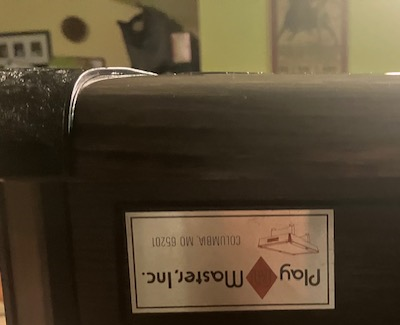 Play Master, Inc.
COLUMBIA, MO 65201